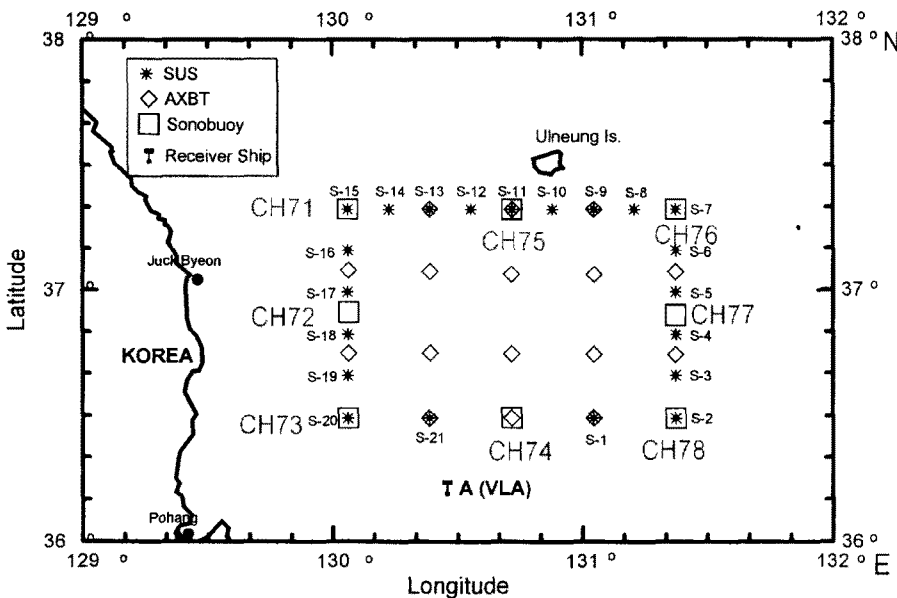 129 ° 130 ° 131 ° 132 °
38 ° N
SUS
AXBT
Sonobuoy
Receiver Ship
Ulneung Is.
S-15 S-14 S-13 S-12 S-11 S-10 S-9 S-8
CH71 S-7
CH75 CH76
S-16 S-6
Juck Byeon
37 ° 37 °
S-17 S-5
CH72 CH77
S-18 S-4
KOREA
S-19 S-3
CH73 S-20 S-2
S-21 S-1
CH74 CH78
T A (VLA)
Pohang
36 ° 36 °
129 ° 130 ° 131 ° 132 ° E
Longitude
Latitude
38